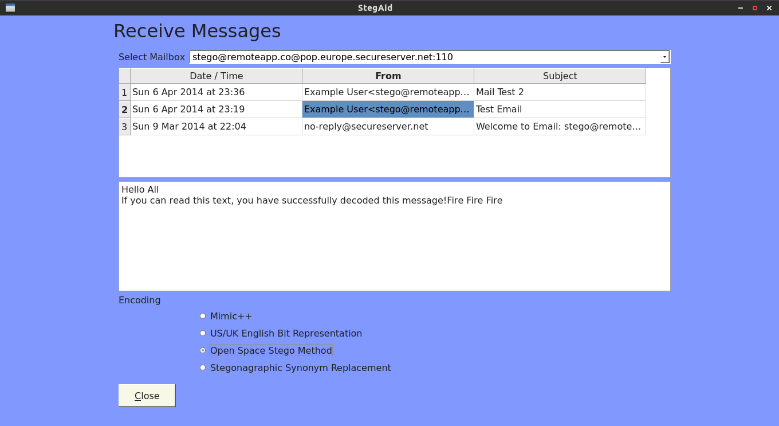 StegAid
Receive Messages
Select Mailbox stego@remoteapp.co@pop.europe.secureserver.net:110
Date / Time From Subject
1 Sun 6 Apr 2014 at 23:36 Example User<stego@remoteapp... Mail Test 2
2 Sun 6 Apr 2014 at 23:19 Example User<stego@remoteapp... Test Email
3 Sun 9 Mar 2014 at 22:04 no-reply@secureserver.net Welcome to Email: stego@remote...
Hello All
If you can read this text, you have successfully decoded this message!Fire Fire Fire
Encoding
Mimic++
US/UK English Bit Representation
Open Space Stego Method
Stegonagraphic Synonym Replacement
Close